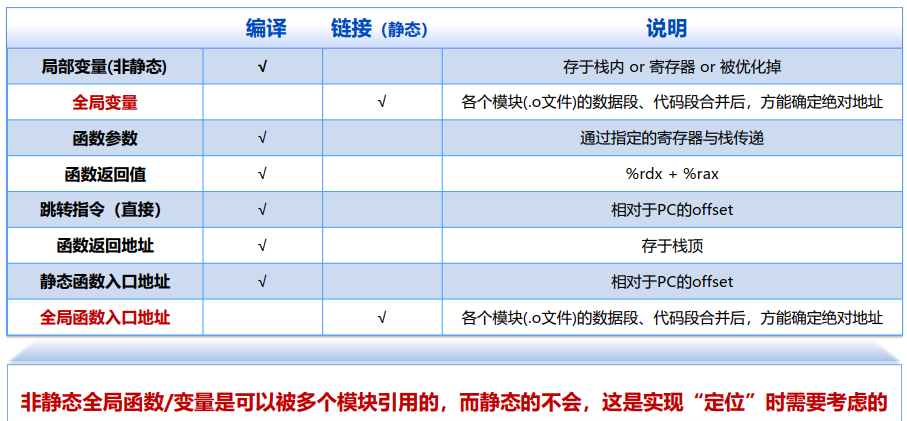 编译 链接（静态） 说明
局部变量(非静态) √ 存于栈内 or 寄存器 or 被优化掉
全局变量 √ 各个模块(.o文件)的数据段、代码段合并后，方能确定绝对地址
函数参数 √ 通过指定的寄存器与栈传递
函数返回值 √ %rdx + %rax
跳转指令（直接） √ 相对于PC的offset
函数返回地址 √ 存于栈顶
静态函数入口地址 √ 相对于PC的offset
全局函数入口地址 √ 各个模块(.o文件)的数据段、代码段合并后，方能确定绝对地址
非静态全局函数/变量是可以被多个模块引用的，而静态的不会，这是实现“定位”时需要考虑的